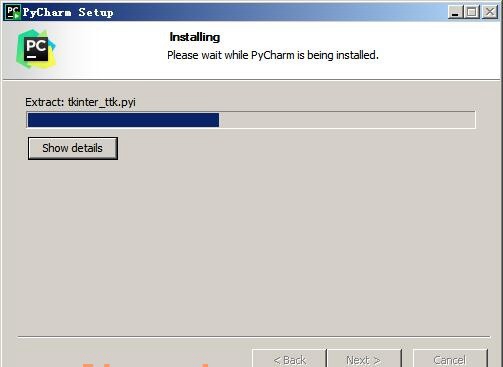 PC PyCharm Setup
PC
Installing
Please wait while PyCharm is being installed.
Extract: tkinter_ttk.pyi
Show details
< Back
Next >
Cancel